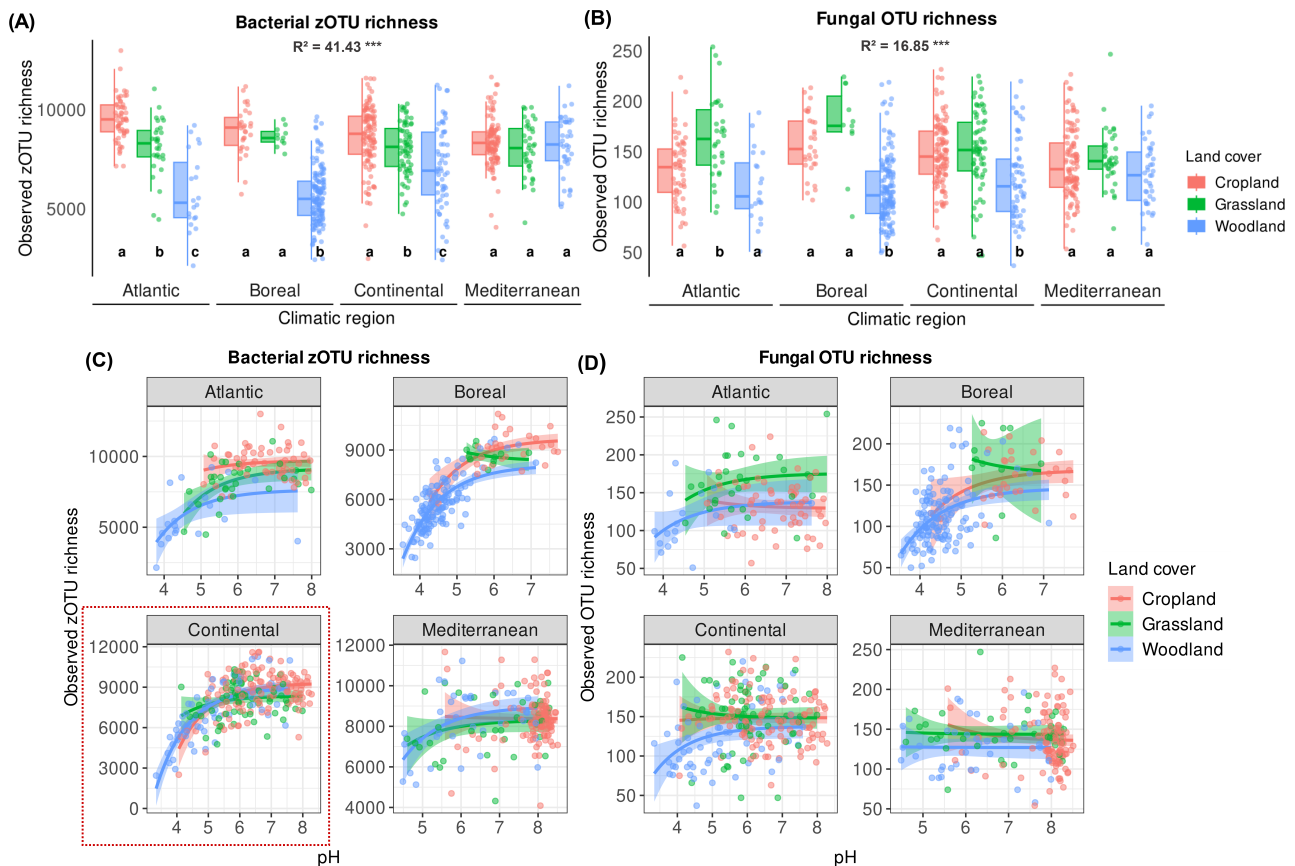 (A)
Bacterial zOTU richness
R² = 41.43 ***
Observed zOTU richness
10000
5000
a b c a a b a b c a a a
Atlantic Boreal Continental Mediterranean
Climatic region
(B)
Fungal OTU richness
R² = 16.85 ***
Observed OTU richness
250
200
150
100
50
a b a a a b a a b a a a
Atlantic Boreal Continental Mediterranean
Climatic region
Land cover
Cropland
Grassland
Woodland
(C)
Bacterial zOTU richness
Observed zOTU richness
Atlantic
10000
5000
4 5 6 7 8
Boreal
9000
6000
3000
4 5 6 7
Continental
12000
9000
6000
3000
0
4 5 6 7 8
Mediterranean
12000
10000
8000
6000
4000
5 6 7 8
pH
(D)
Fungal OTU richness
Observed OTU richness
Atlantic
250
200
150
100
50
4 5 6 7 8
Boreal
200
150
100
50
4 5 6 7
Continental
200
150
100
50
4 5 6 7 8
Mediterranean
250
200
150
100
50
5 6 7 8
pH
Land cover
Cropland
Grassland
Woodland